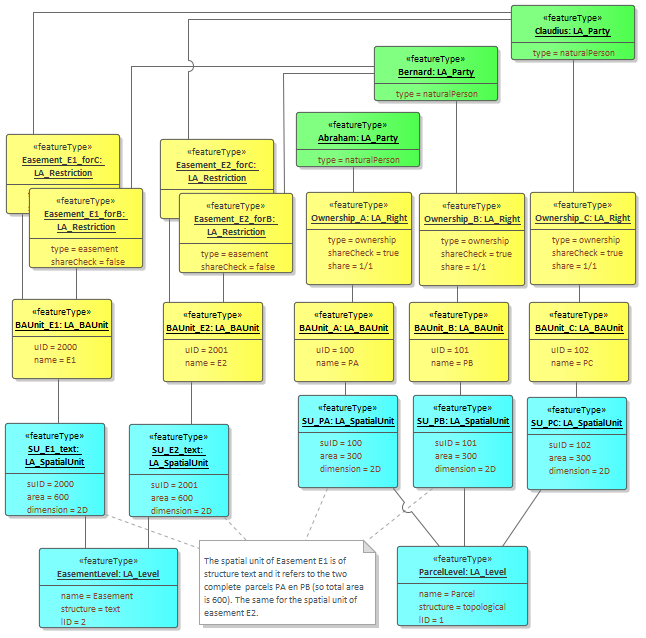 «featureType»
Claudius: LA_Party
type = naturalPerson
«featureType»
Bernard: LA_Party
type = naturalPerson
«featureType»
Abraham: LA_Party
type = naturalPerson
«featureType»
Easement_E1_forC:
LA_Restriction
«featureType»
Easement_E1_forB:
LA_Restriction
type = easement
shareCheck = false
«featureType»
Easement_E2_forC:
LA_Restriction
«featureType»
Easement_E2_forB:
LA_Restriction
type = easement
shareCheck = false
«featureType»
Ownership_A: LA_Right
type = ownership
shareCheck = true
share = 1/1
«featureType»
Ownership_B: LA_Right
type = ownership
shareCheck = true
share = 1/1
«featureType»
Ownership_C: LA_Right
type = ownership
shareCheck = true
share = 1/1
«featureType»
BAUnit_E1: LA_BAUnit
uID = 2000
name = E1
«featureType»
BAUnit_E2: LA_BAUnit
uID = 2001
name = E2
«featureType»
BAUnit_A: LA_BAUnit
uID = 100
name = PA
«featureType»
BAUnit_B: LA_BAUnit
uID = 101
name = PB
«featureType»
BAUnit_C: LA_BAUnit
uID = 102
name = PC
«featureType»
SU_E1_text:
LA_SpatialUnit
suID = 2000
area = 600
dimension = 2D
«featureType»
SU_E2_text:
LA_SpatialUnit
suID = 2001
area = 600
dimension = 2D
«featureType»
SU_PA: LA_SpatialUnit
suID = 100
area = 300
dimension = 2D
«featureType»
SU_PB: LA_SpatialUnit
suID = 101
area = 300
dimension = 2D
«featureType»
SU_PC: LA_SpatialUnit
suID = 102
area = 300
dimension = 2D
«featureType»
EasementLevel: LA_Level
name = Easement
structure = text
lID = 2
The spatial unit of Easement E1 is of
structure text and it refers to the two
complete parcels PA en PB (so total area
is 600). The same for the spatial unit of
easement E2.
«featureType»
ParcelLevel: LA_Level
name = Parcel
structure = topological
lID = 1